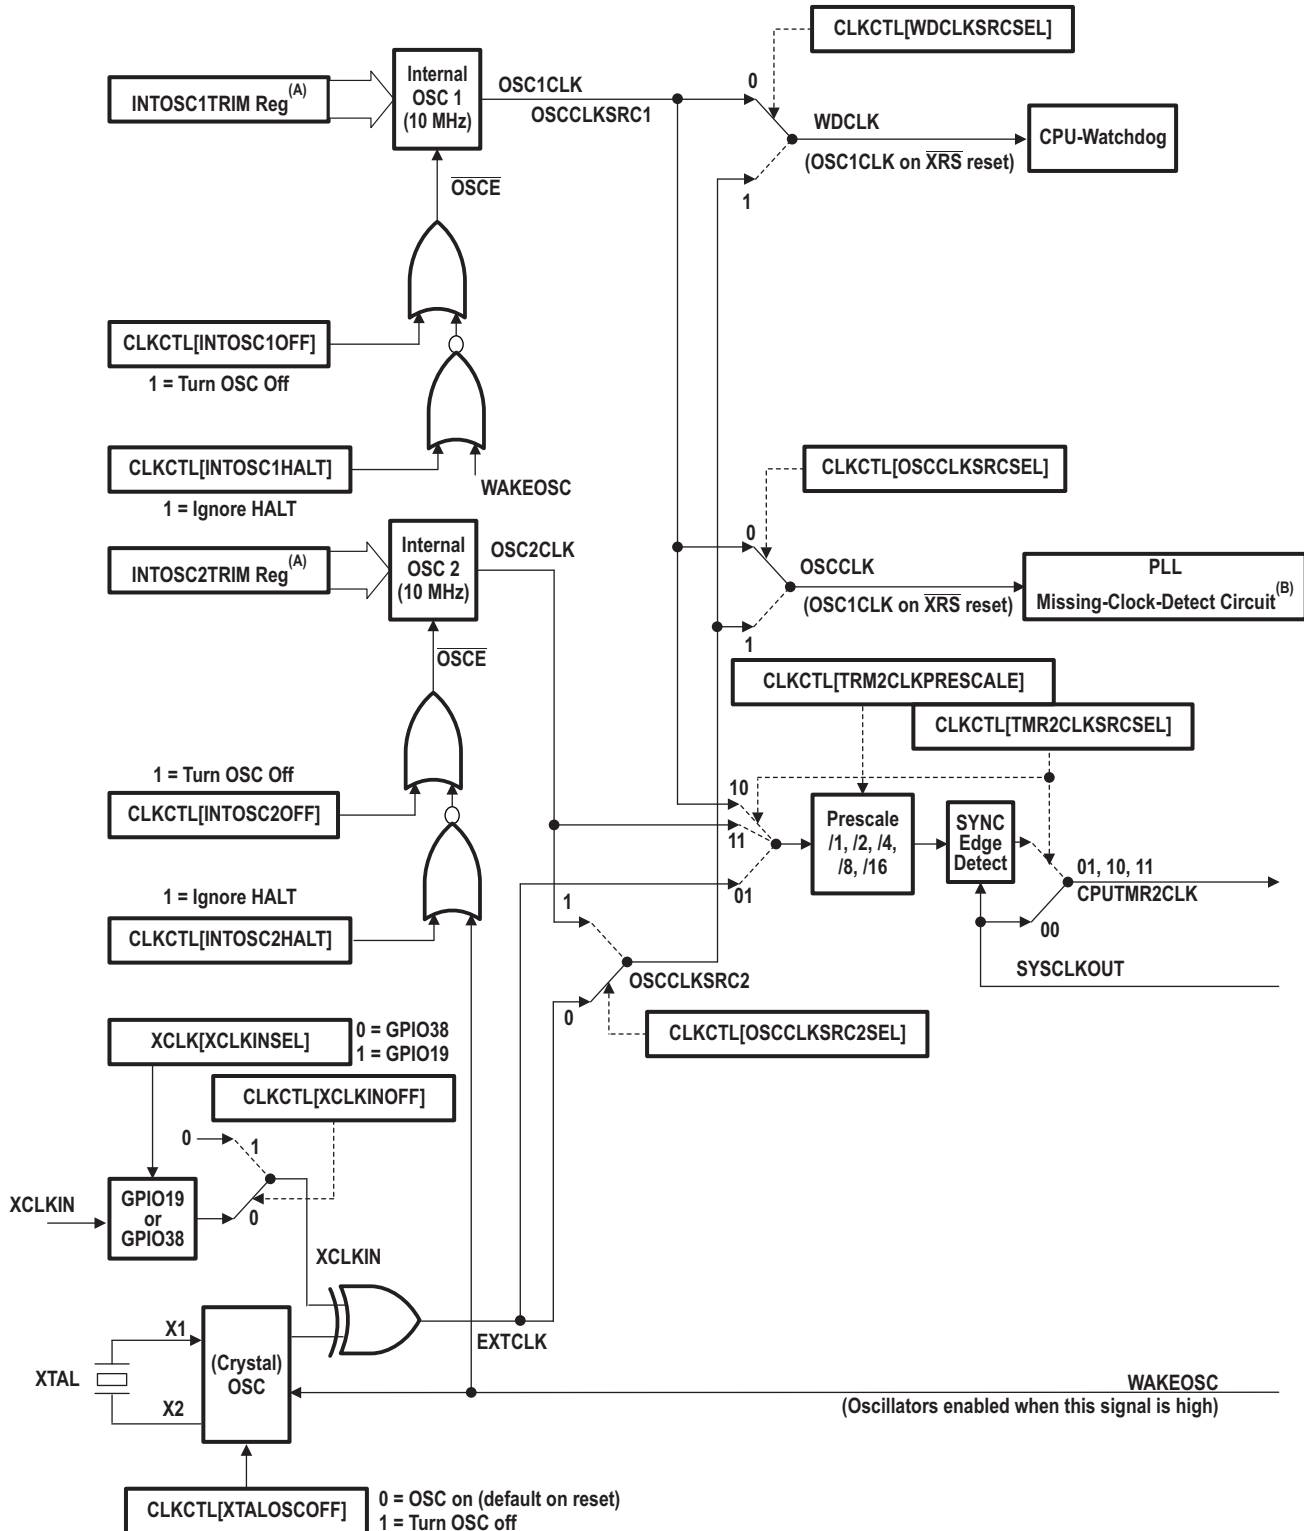 CLKCTL[WDCLKSRCSEL]
INTOSC1TRIM Reg(A)
Internal
OSC 1
(10 MHz)
OSC1CLK
OSCCLKSRC1
0
WDCLK
(OSC1CLK on XRS reset)
CPU-Watchdog
1
OSCE
CLKCTL[INTOSC1OFF]
1 = Turn OSC Off
CLKCTL[INTOSC1HALT]
1 = Ignore HALT
WAKEOSC
CLKCTL[OSCCLKSRCSEL]
INTOSC2TRIM Reg(A)
Internal
OSC 2
(10 MHz)
OSC2CLK
0
OSCCLK
(OSC1CLK on XRS reset)
PLL
Missing-Clock-Detect Circuit(B)
1
OSCE
CLKCTL[TRM2CLKPRESCALE]
CLKCTL[TMR2CLKSRCSEL]
1 = Turn OSC Off
CLKCTL[INTOSC2OFF]
10
11
01
Prescale
/1, /2, /4,
/8, /16
SYNC
Edge
Detect
01, 10, 11
CPUTMR2CLK
00
SYSCLKOUT
1 = Ignore HALT
CLKCTL[INTOSC2HALT]
1
OSCCLKSRC2
0
CLKCTL[OSCCLKSRC2SEL]
XCLK[XCLKINSEL]
0 = GPIO38
1 = GPIO19
CLKCTL[XCLKINOFF]
0
1
XCLKIN
GPIO19
or
GPIO38
0
XCLKIN
EXTCLK
XTAL
X1
X2
(Crystal)
OSC
WAKEOSC
(Oscillators enabled when this signal is high)
CLKCTL[XTALOSCOFF]
0 = OSC on (default on reset)
1 = Turn OSC off